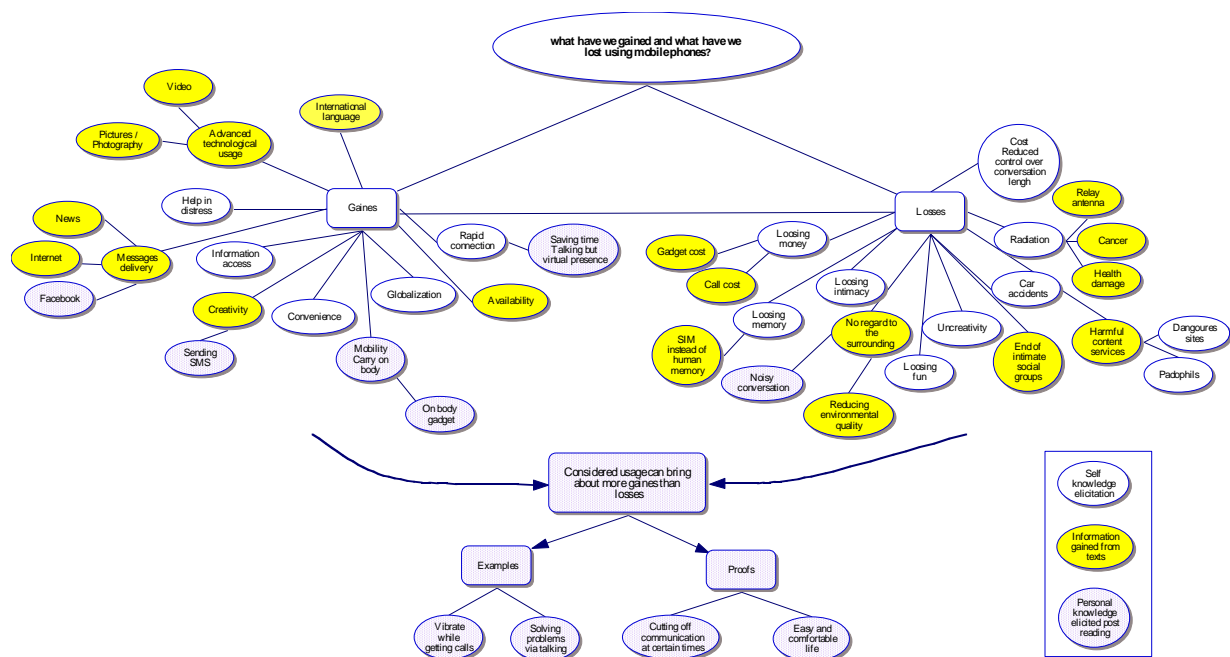 what have we gained and what have we
lost using mobile phones?
Video
International
language
Pictures /
Photography
Advanced
technological
usage
Cost
Reduced
control over
conversation
lengh
Help in
distress
Gaines
Losses
Relay
antenna
News
Rapid
connection
Saving time
Talking but
virtual presence
Loosing
money
Radiation
Cancer
Internet
Messages
delivery
Information
access
Gadget cost
Health
damage
Facebook
Globalization
Availability
Call cost
Loosing
intimacy
Car
accidents
Creativity
Convenience
Loosing
memory
No regard to
the
surrounding
Uncreativity
Harmful
content
services
Dangoures
sites
Sending
SMS
Mobility
Carry on
body
SIM
instead of
human
memory
Noisy
conversation
Loosing
fun
End of
intimate
social
groups
Padophils
On body
gadget
Reducing
environmental
quality
Considered usage can bring
about more gaines than
losses
Self
knowledge
elicitation
Information
gained from
texts
Examples
Proofs
Personal
knowledge
elicited post
reading
Vibrate
while
getting calls
Solving
problems
via talking
Cutting off
communication
at certain times
Easy and
comfortable
life